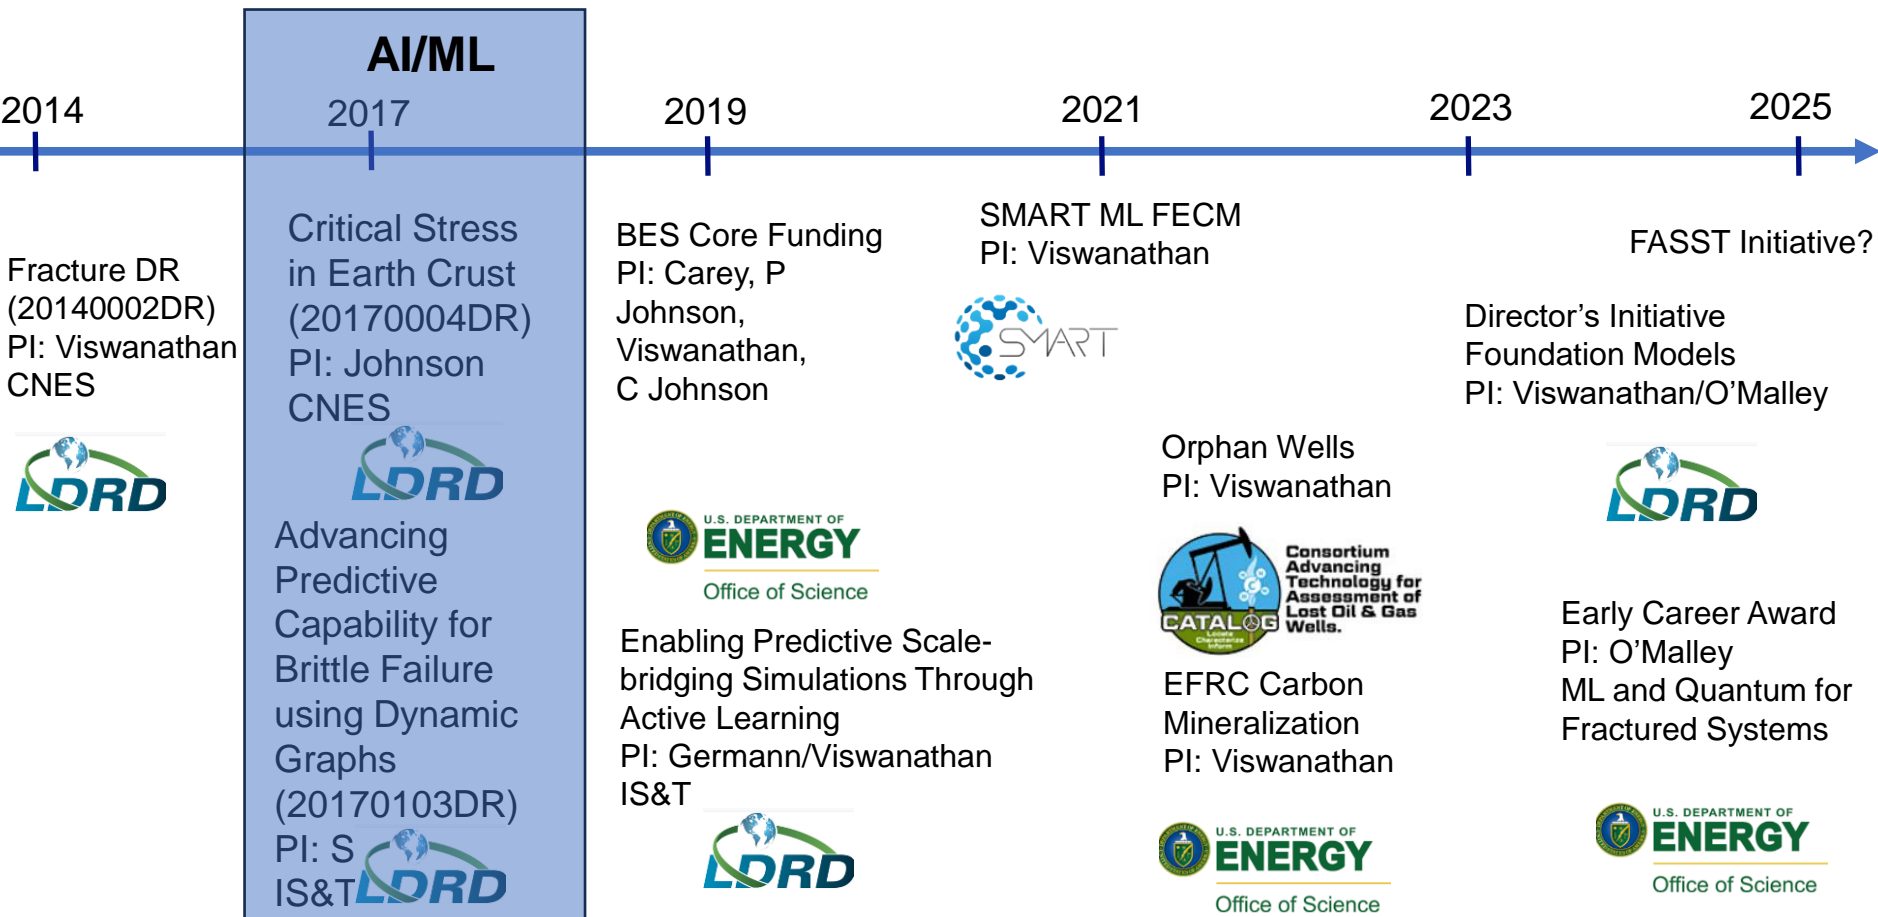 AI/ML
2014
2017
2019
2021
2023
2025
Fracture DR
(20140002DR)
PI: Viswanathan
CNES
LDRD
Critical Stress
in Earth Crust
(20170004DR)
PI: Johnson
CNES
LDRD
Advancing
Predictive
Capability for
Brittle Failure
using Dynamic
Graphs
(20170103DR)
PI: S
IS&T
LDRD
BES Core Funding
PI: Carey, P
Johnson,
Viswanathan,
C Johnson
U.S. DEPARTMENT OF
ENERGY
Office of Science
Enabling Predictive Scale-
bridging Simulations Through
Active Learning
PI: Germann/Viswanathan
IS&T
LDRD
SMART ML FECM
PI: Viswanathan
SMART
Orphan Wells
PI: Viswanathan
CATALOG
Locate
Characterize
Inform
Consortium
Advancing
Technology for
Assessment of
Lost Oil & Gas
Wells.
EFRC Carbon
Mineralization
PI: Viswanathan
U.S. DEPARTMENT OF
ENERGY
Office of Science
FASST Initiative?
Director’s Initiative
Foundation Models
PI: Viswanathan/O’Malley
LDRD
Early Career Award
PI: O’Malley
ML and Quantum for
Fractured Systems
U.S. DEPARTMENT OF
ENERGY
Office of Science